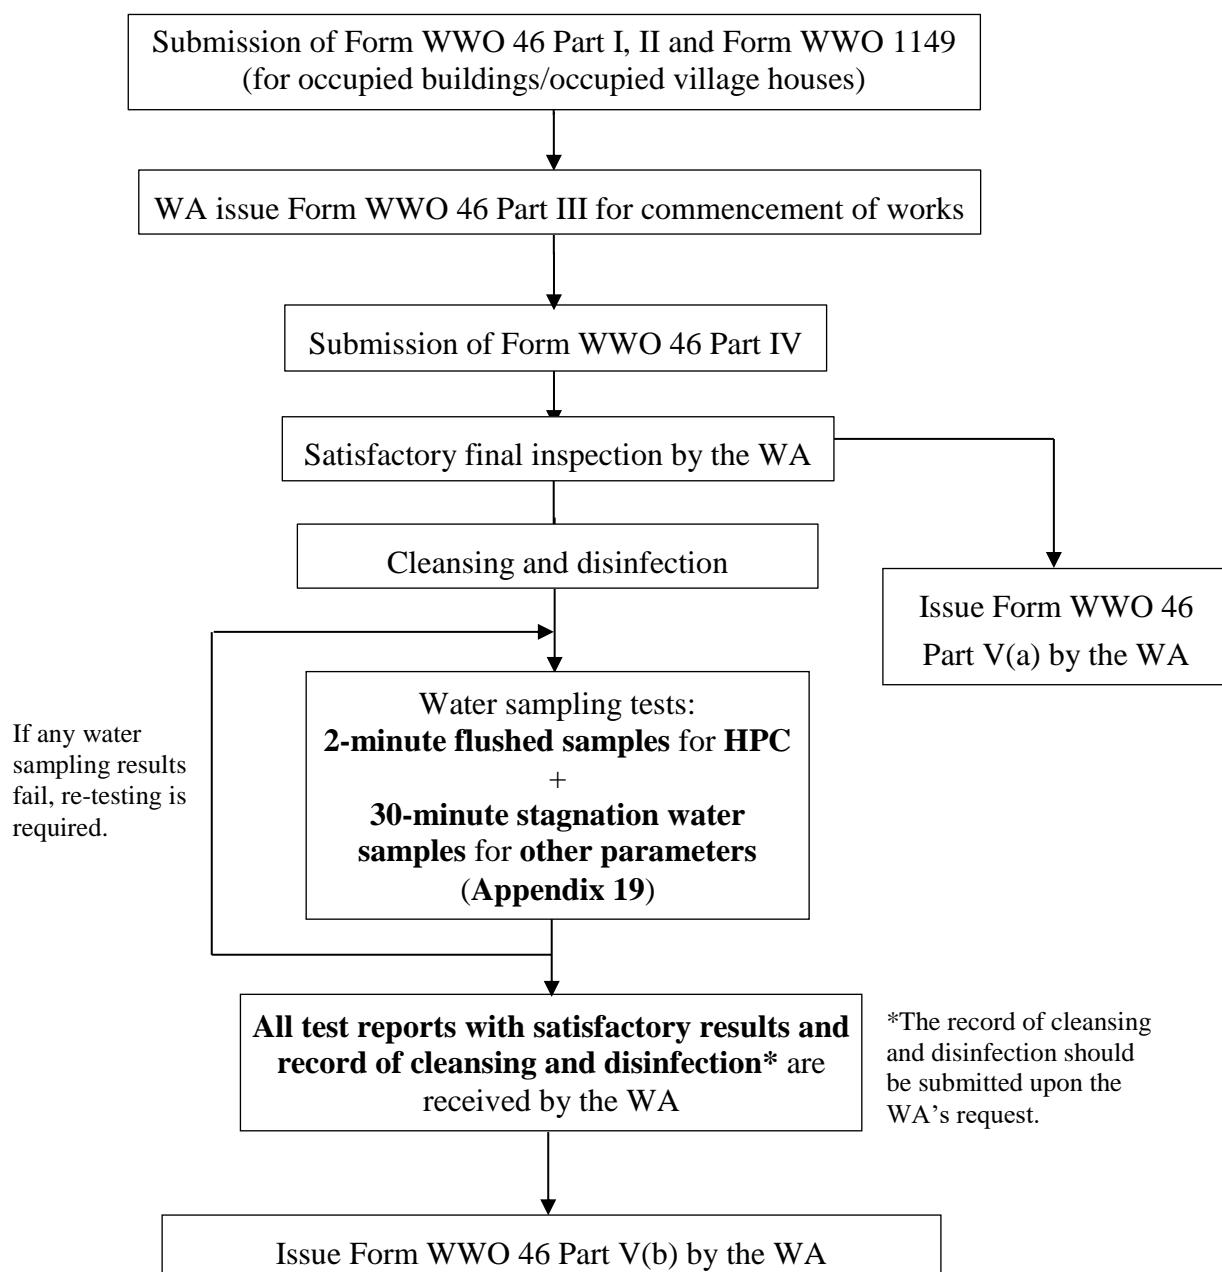 Submission of Form WWO 46 Part I, II and Form WWO 1149
(for occupied buildings/occupied village houses)
WA issue Form WWO 46 Part III for commencement of works
Submission of Form WWO 46 Part IV
Satisfactory final inspection by the WA
Cleansing and disinfection
Issue Form WWO 46
Part V(a) by the WA
Water sampling tests:
2-minute flushed samples for HPC
+
30-minute stagnation water
samples for other parameters
(Appendix 19)
If any water
sampling results
fail, re-testing is
required.
All test reports with satisfactory results and
record of cleansing and disinfection* are
received by the WA
*The record of cleansing
and disinfection should
be submitted upon the
WA’s request.
Issue Form WWO 46 Part V(b) by the WA